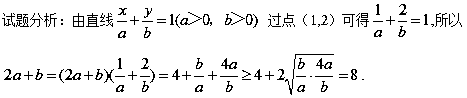 试题分析：由直线 x/a + y/b = 1(a＞0，b＞0) 过点（1,2）可得 1/a + 2/b = 1,所以
2a+b = (2a+b)(1/a + 2/b) = 4 + b/a + 4a/b ≥ 4 + 2√(b/a · 4a/b) = 8 .